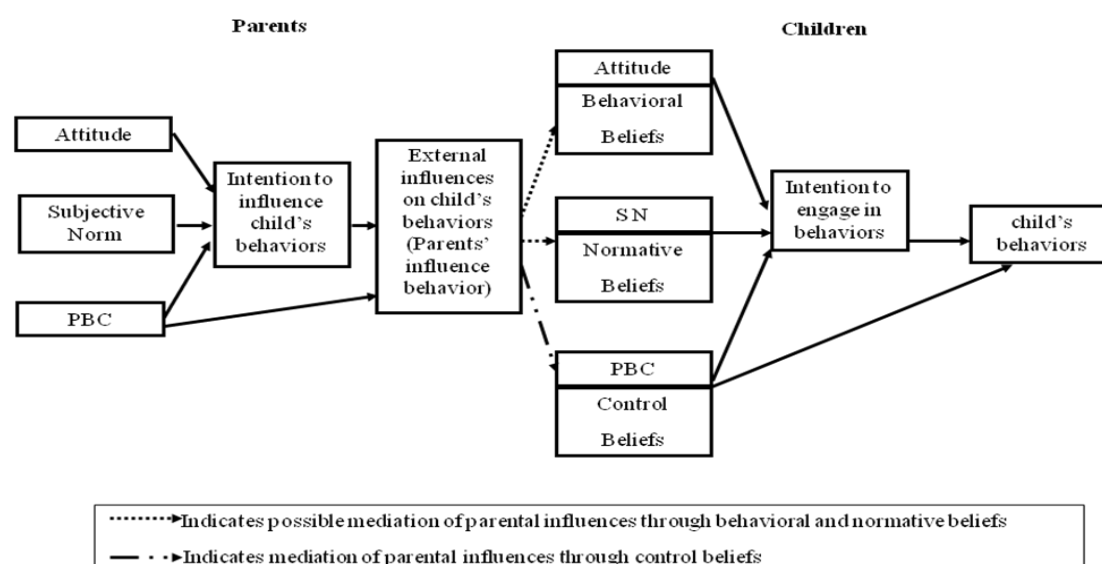 Parents
Children
Attitude
Subjective
Norm
PBC
Intention to
influence
child's
behaviors
External
influences
on child's
behaviors
(Parents'
influence
behavior)
Attitude
Behavioral
Beliefs
SN
Normative
Beliefs
PBC
Control
Beliefs
Intention to
engage in
behaviors
child's
behaviors
Indicates possible mediation of parental influences through behavioral and normative beliefs
Indicates mediation of parental influences through control beliefs